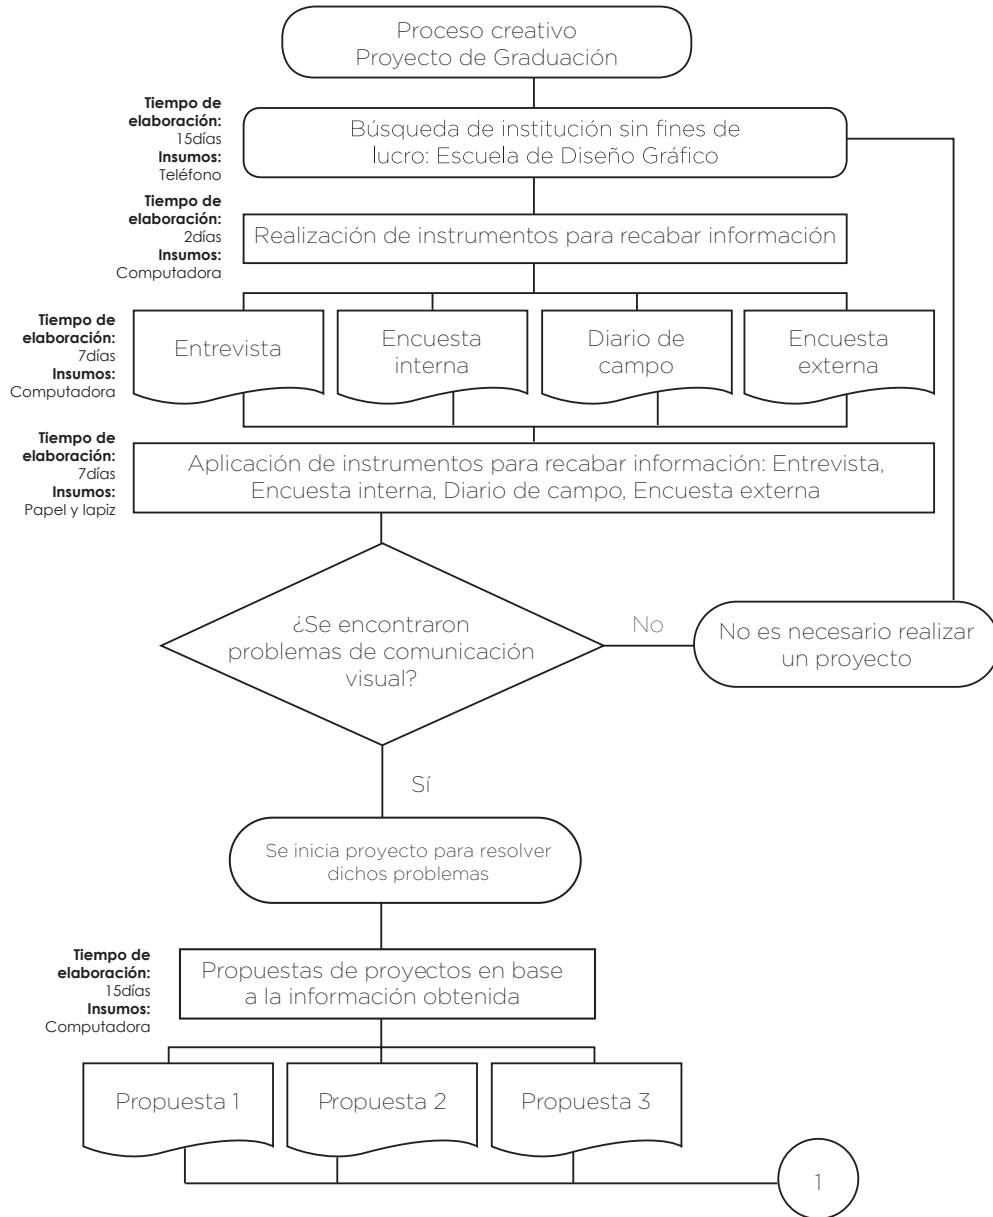 Proceso creativo
Proyecto de Graduación
Tiempo de
elaboración:
15días
Insumos:
Teléfono
Búsqueda de institución sin fines de
lucro: Escuela de Diseño Gráfico
Tiempo de
elaboración:
2días
Insumos:
Computadora
Realización de instrumentos para recabar información
Tiempo de
elaboración:
7días
Insumos:
Computadora
Entrevista
Encuesta
interna
Diario de
campo
Encuesta
externa
Tiempo de
elaboración:
7días
Insumos:
Papel y lapiz
Aplicación de instrumentos para recabar información: Entrevista,
Encuesta interna, Diario de campo, Encuesta externa
¿Se encontraron
problemas de comunicación
visual?
No
No es necesario realizar
un proyecto
Sí
Se inicia proyecto para resolver
dichos problemas
Tiempo de
elaboración:
15días
Insumos:
Computadora
Propuestas de proyectos en base
a la información obtenida
Propuesta 1
Propuesta 2
Propuesta 3
1